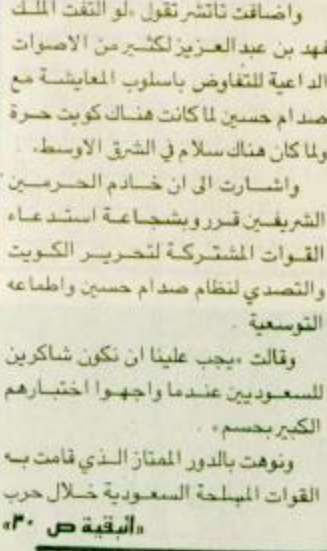 واضافت تاتشر تقول «لو التفت الملك
فهد بن عبد العزيز لكثير من الاصوات
الداعية للتفاوض باسلوب المعايشة مع
صدام حسين لما كانت هناك كويت حرة
ولما كان هناك سلام في الشرق الاوسط».
واشارت الى ان خادم الحرمين
الشريفين قرر وبشجاعة استدعاء
القوات المشتركة لتحرير الكويت
والتصدي لنظام صدام حسين واطماعه
التوسعية .
وقالت «يجب علينا ان نكون شاكرين
للسعوديين عندما واجهوا اختبارهم
الكبير بحسم» .
ونوهت بالدور الممتاز الذي قامت به
القوات المسلحة السعودية خلال حرب
«البقية ص ٣٠»